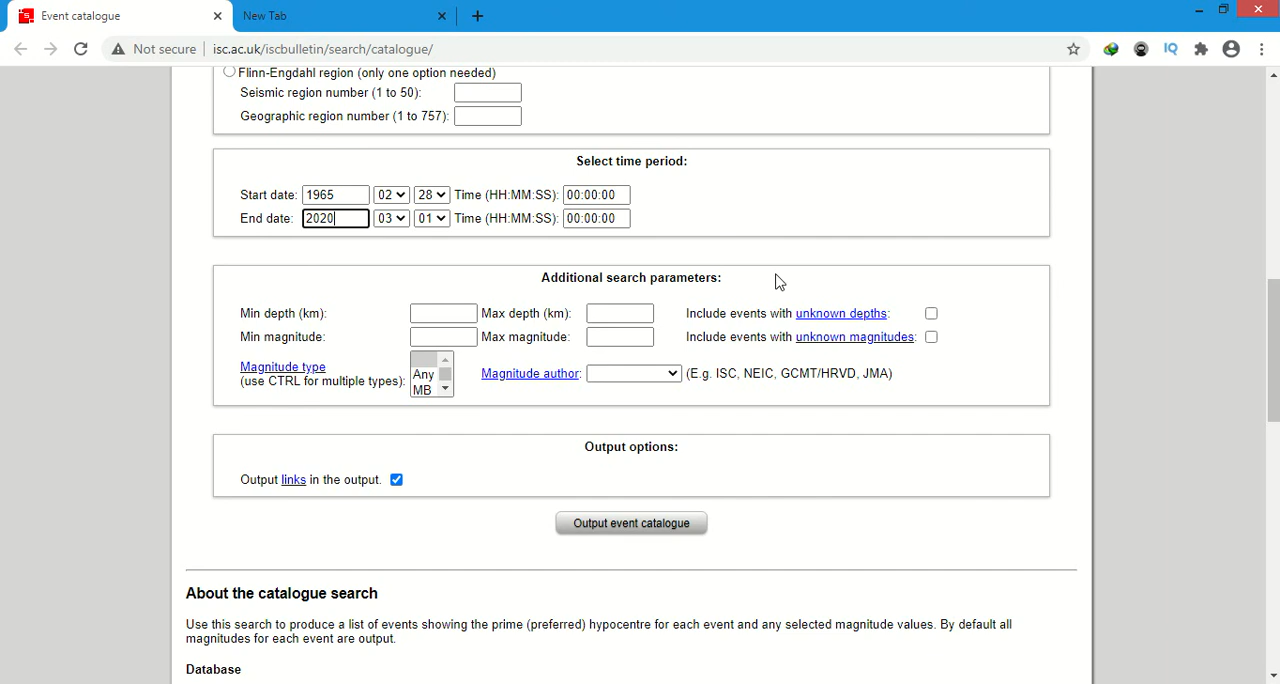 Event catalogue
New Tab
Not secure
isc.ac.uk/iscbulletin/search/catalogue/
IQ
Flinn-Engdahl region (only one option needed)
Seismic region number (1 to 50):
Geographic region number (1 to 757):
Select time period:
Start date: 1965 02 28 Time (HH:MM:SS): 00:00:00
End date: 2020 03 01 Time (HH:MM:SS): 00:00:00
Additional search parameters:
Min depth (km): Max depth (km): Include events with unknown depths:
Min magnitude: Max magnitude: Include events with unknown magnitudes:
Magnitude type
(use CTRL for multiple types):
Any
MB
Magnitude author: (E.g. ISC, NEIC, GCMT/HRVD, JMA)
Output options:
Output links in the output.
Output event catalogue
About the catalogue search
Use this search to produce a list of events showing the prime (preferred) hypocentre for each event and any selected magnitude values. By default all
magnitudes for each event are output.
Database